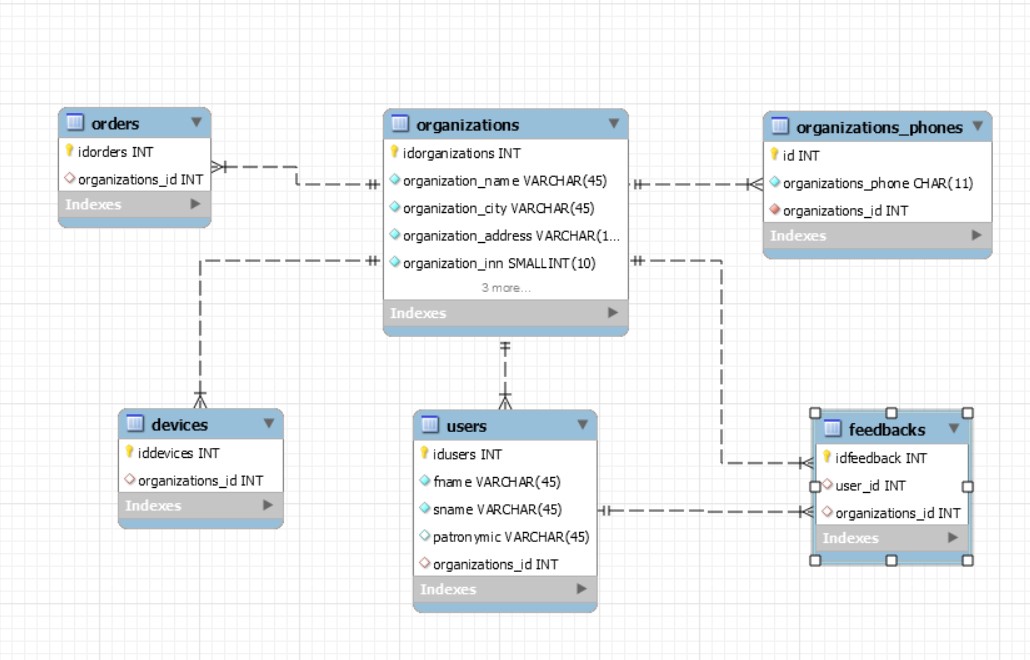 orders
idorders INT
organizations_id INT
Indexes
organizations
idorganizations INT
organization_name VARCHAR(45)
organization_city VARCHAR(45)
organization_address VARCHAR(1...
organization_inn SMALLINT(10)
3 more...
Indexes
organizations_phones
id INT
organizations_phone CHAR(11)
organizations_id INT
Indexes
devices
iddevices INT
organizations_id INT
Indexes
users
idusers INT
fname VARCHAR(45)
sname VARCHAR(45)
patronymic VARCHAR(45)
organizations_id INT
Indexes
feedbacks
idfeedback INT
user_id INT
organizations_id INT
Indexes